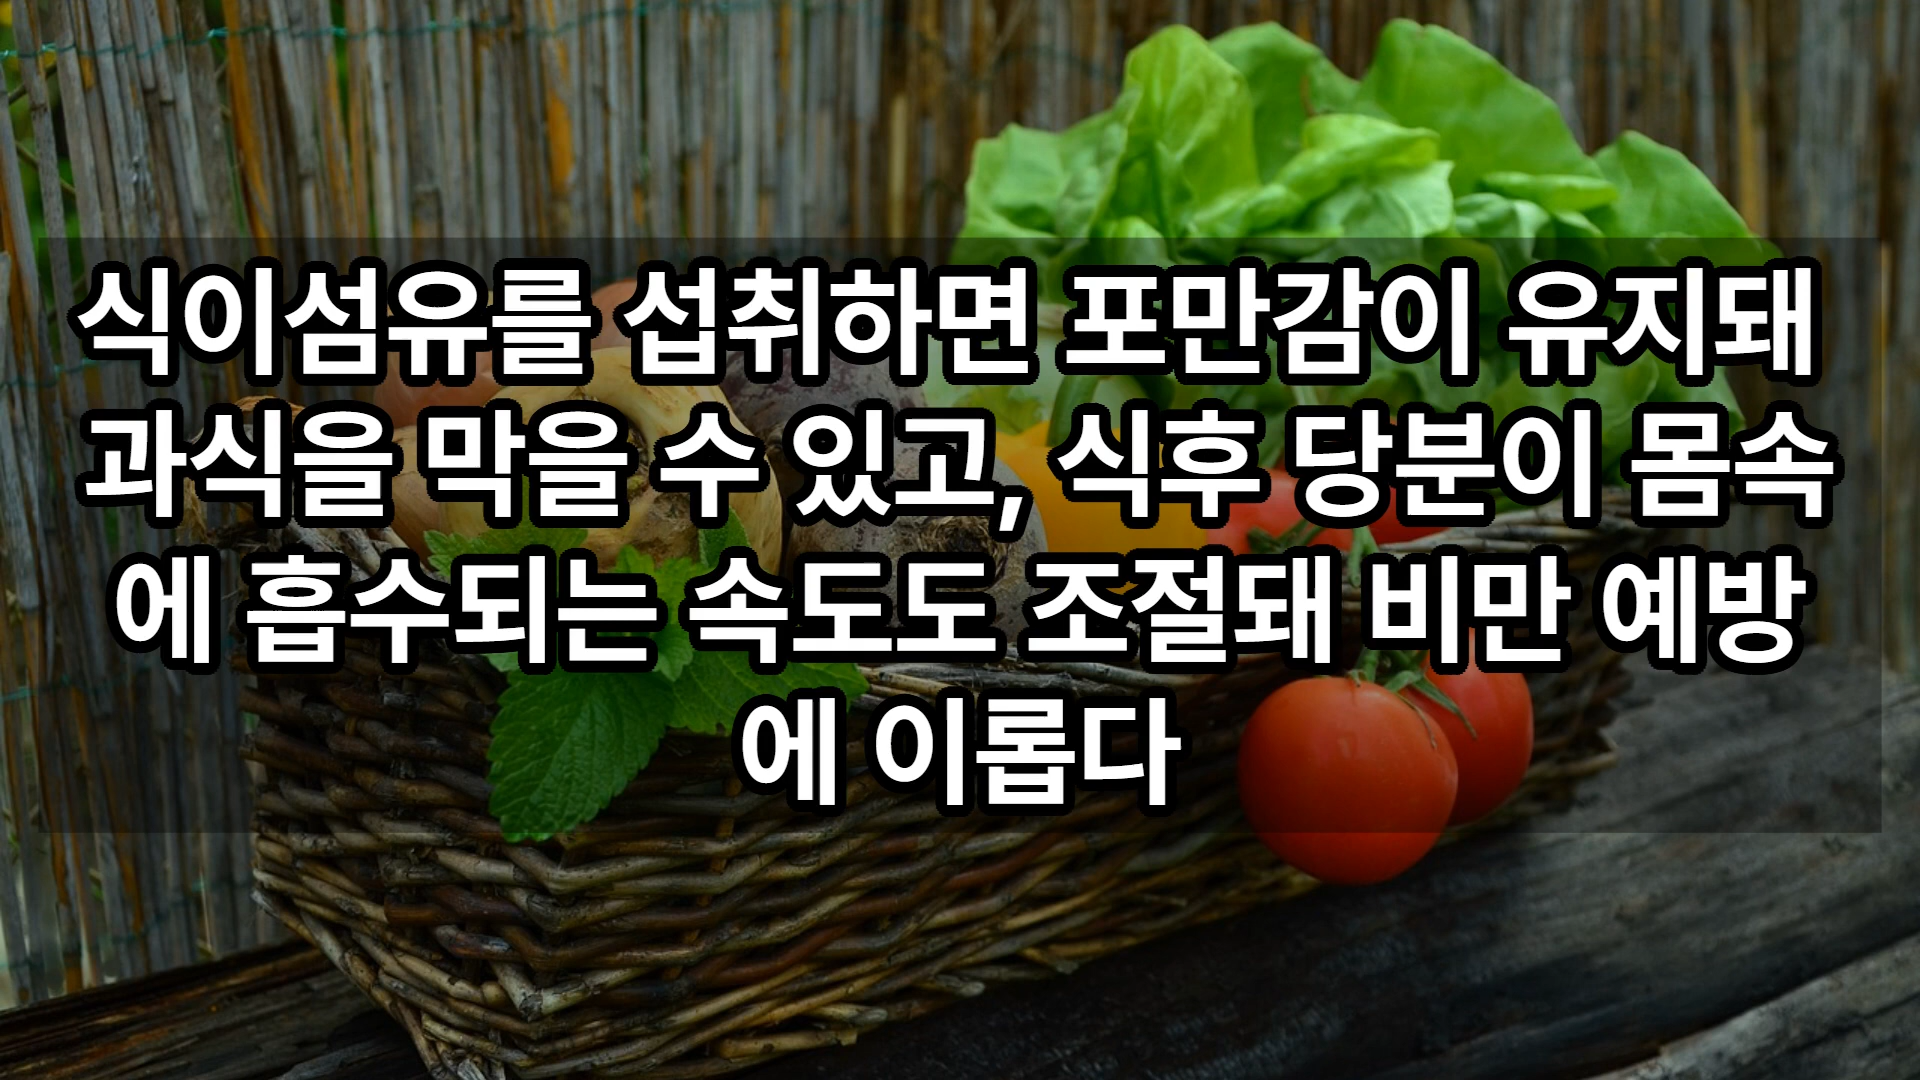 식이섬유를 섭취하면 포만감이 유지돼
과식을 막을 수 있고, 식후 당분이 몸속
에 흡수되는 속도도 조절돼 비만 예방
에 이롭다